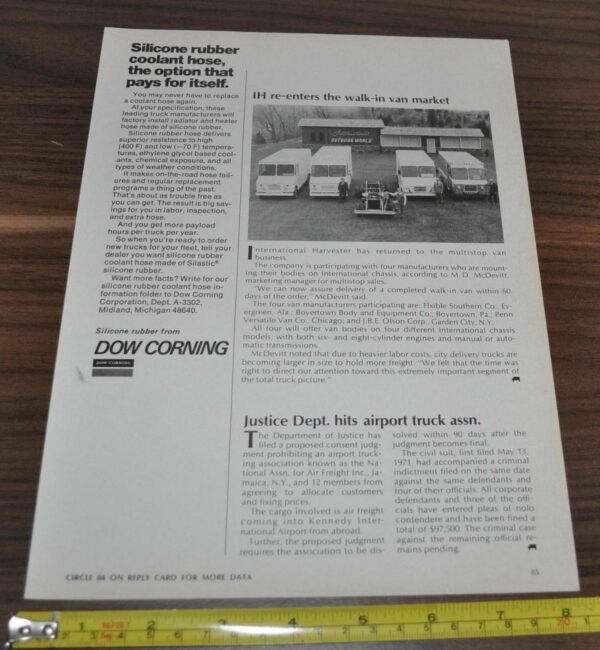 Silicone rubber
coolant hose,
the option that
pays for itself.
You may never have to replace
a coolant hose again.
At your specification, these
leading truck manufacturers will
factory install radiator and heater
hose made of silicone rubber.
Silicone rubber hose delivers
superior resistance to high
(400 F) and low (−70 F) tempera-
tures, ethylene glycol based cool-
ants, chemical exposure, and all
types of weather conditions.
It makes on-the-road hose fail-
ures and regular replacement
programs a thing of the past.
That's about as trouble free as
you can get. The result is big sav-
ings for you in labor, inspection,
and extra hose.
And you get more payload
hours per truck per year.
So when you're ready to order
new trucks for your fleet, tell your
dealer you want silicone rubber
coolant hose made of Silastic®
silicone rubber.
Want more facts? Write for our
silicone rubber coolant hose in-
formation folder to Dow Corning
Corporation, Dept. A-3302,
Midland, Michigan 48640.
Silicone rubber from
DOW CORNING
DOW CORNING
IH re-enters the walk-in van market
International
OUTDOOR WORLD
International Harvester has returned to the multistop van
business.
The company is participating with four manufacturers who are mount-
ing their bodies on International chassis, according to M. D. McDevitt,
marketing manager for multistop sales.
"We can now assure delivery of a completed walk-in van within 60
days of the order," McDevitt said.
The four van manufacturers participating are: Flxible Southern Co., Ev-
ergreen, Ala.; Boyertown Body and Equipment Co., Boyertown, Pa.; Penn
Versatile Van Co., Chicago; and J.B.E. Olson Corp., Garden City, N.Y.
All four will offer van bodies on four different International chassis
models, with both six- and eight-cylinder engines and manual or auto-
matic transmissions.
McDevitt noted that due to heavier labor costs, city delivery trucks are
becoming larger in size to hold more freight. "We felt that the time was
right to direct our attention toward this extremely important segment of
the total truck picture."
Justice Dept. hits airport truck assn.
The Department of Justice has
filed a proposed consent judg-
ment prohibiting an airport truck-
ing association known as the Na-
tional Assn. for Air Freight Inc., Ja-
maica, N.Y., and 12 members from
agreeing to allocate customers
and fixing prices.
The cargo involved is air freight
coming into Kennedy Inter-
national Airport from abroad.
Further, the proposed judgment
requires the association to be dis-
solved within 90 days after the
judgment becomes final.
The civil suit, first filed May 13,
1971, had accompanied a criminal
indictment filed on the same date
against the same defendants and
four of their officials. All corporate
defendants and three of the offi-
cials have entered pleas of nolo
contendere and have been fined a
total of $97,500. The criminal case
against the remaining official re-
mains pending.
CIRCLE 84 ON REPLY CARD FOR MORE DATA
85
1 2 3 4 5 6 7 8